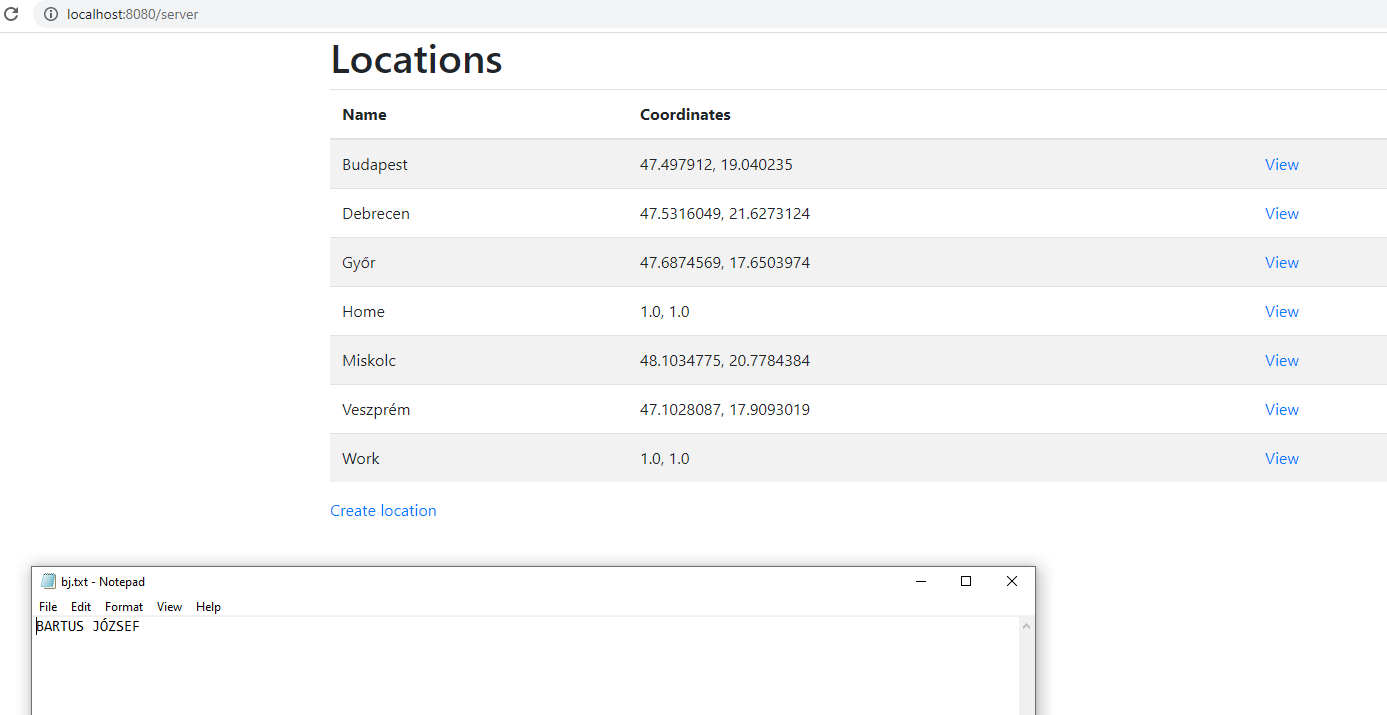 localhost:8080/server
Locations
Name Coordinates
Budapest 47.497912, 19.040235 View
Debrecen 47.5316049, 21.6273124 View
Győr 47.6874569, 17.6503974 View
Home 1.0, 1.0 View
Miskolc 48.1034775, 20.7784384 View
Veszprém 47.1028087, 17.9093019 View
Work 1.0, 1.0 View
Create location
bj.txt - Notepad
File Edit Format View Help
BARTUS JÓZSEF